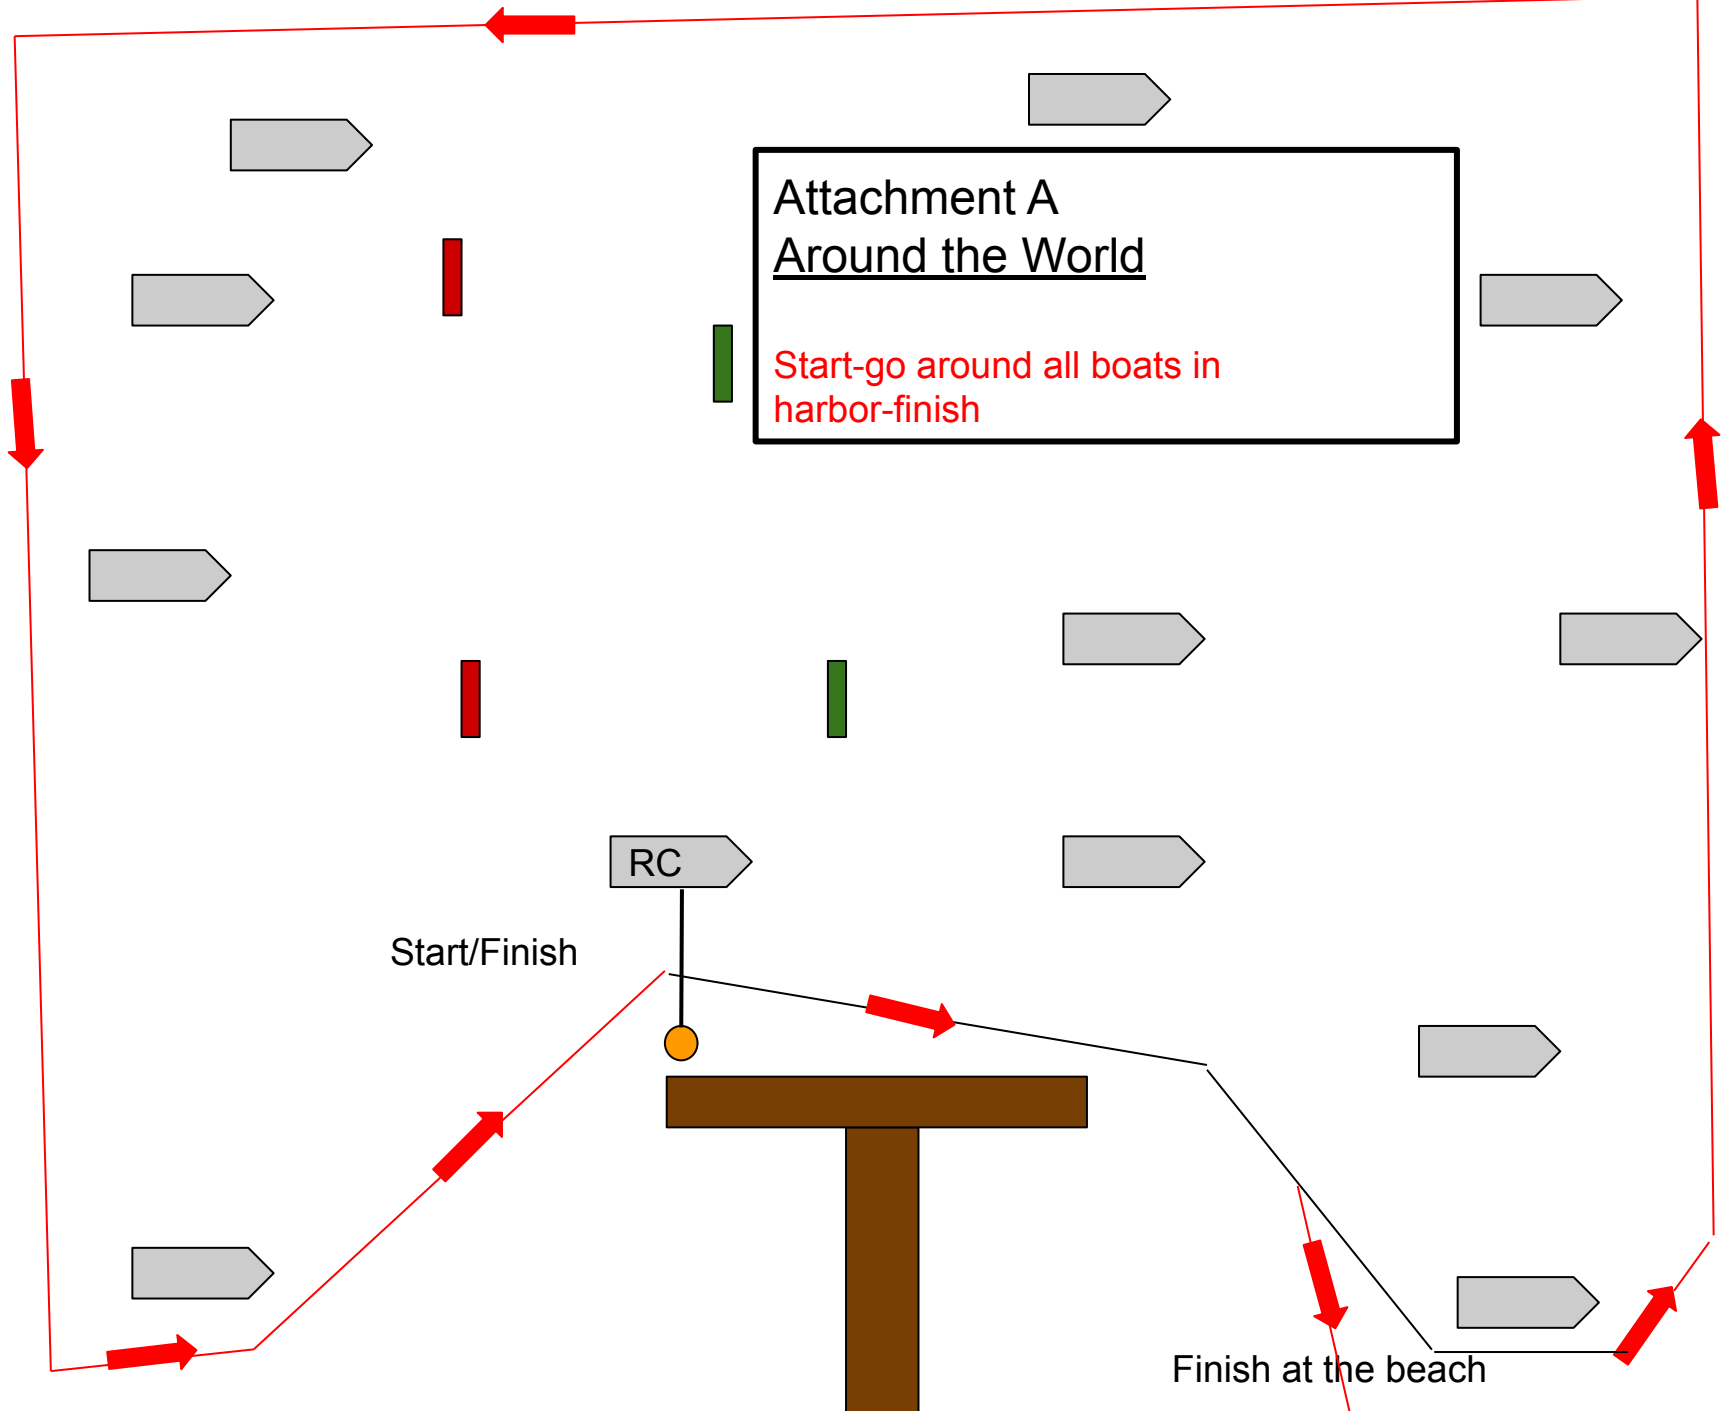 Attachment A
Around the World
Start-go around all boats in
harbor-finish
RC
Start/Finish
Finish at the beach